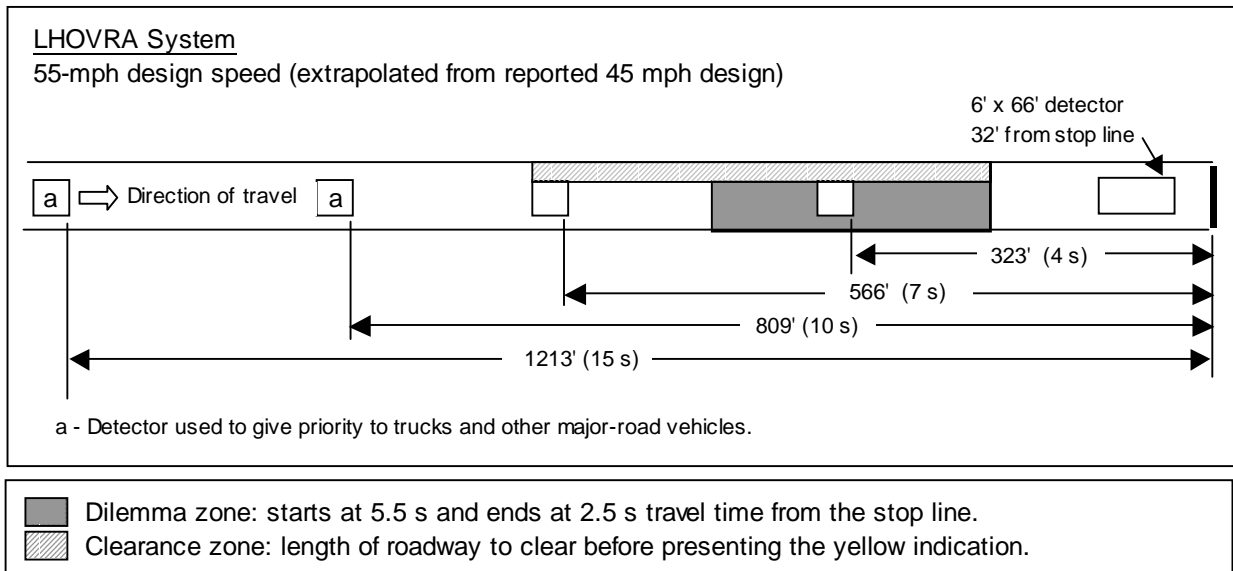 LHOVRA System
55-mph design speed (extrapolated from reported 45 mph design)
6' x 66' detector
32' from stop line
a
Direction of travel
a
323' (4 s)
566' (7 s)
809' (10 s)
1213' (15 s)
a - Detector used to give priority to trucks and other major-road vehicles.
Dilemma zone: starts at 5.5 s and ends at 2.5 s travel time from the stop line.
Clearance zone: length of roadway to clear before presenting the yellow indication.